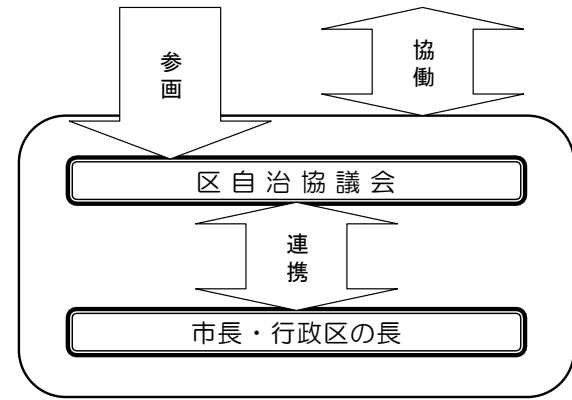 参画
協働
区自治協議会
連携
市長・行政区の長